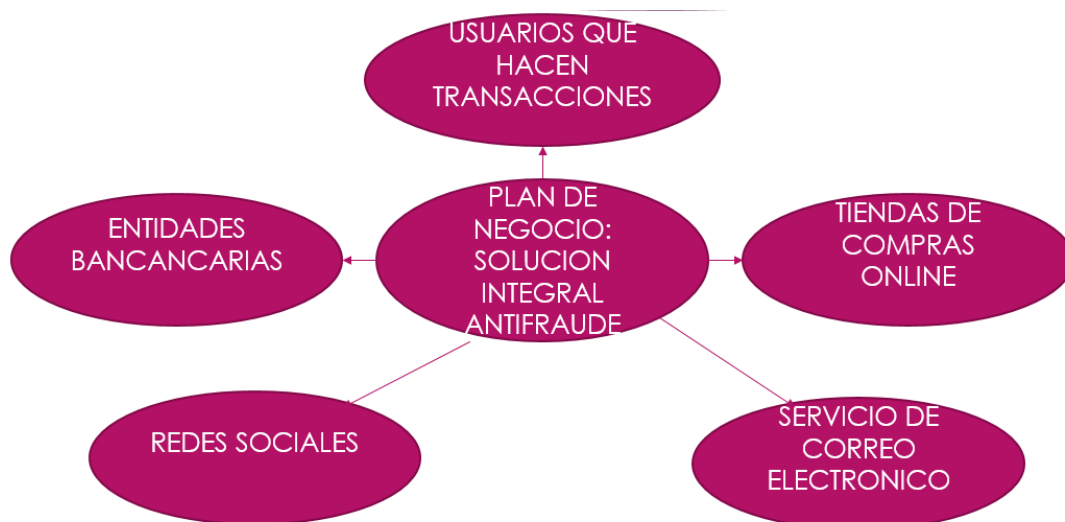 USUARIOS QUE
HACEN
TRANSACCIONES
ENTIDADES
BANCANCARIAS
PLAN DE
NEGOCIO:
SOLUCION
INTEGRAL
ANTIFRAUDE
TIENDAS DE
COMPRAS
ONLINE
REDES SOCIALES
SERVICIO DE
CORREO
ELECTRONICO